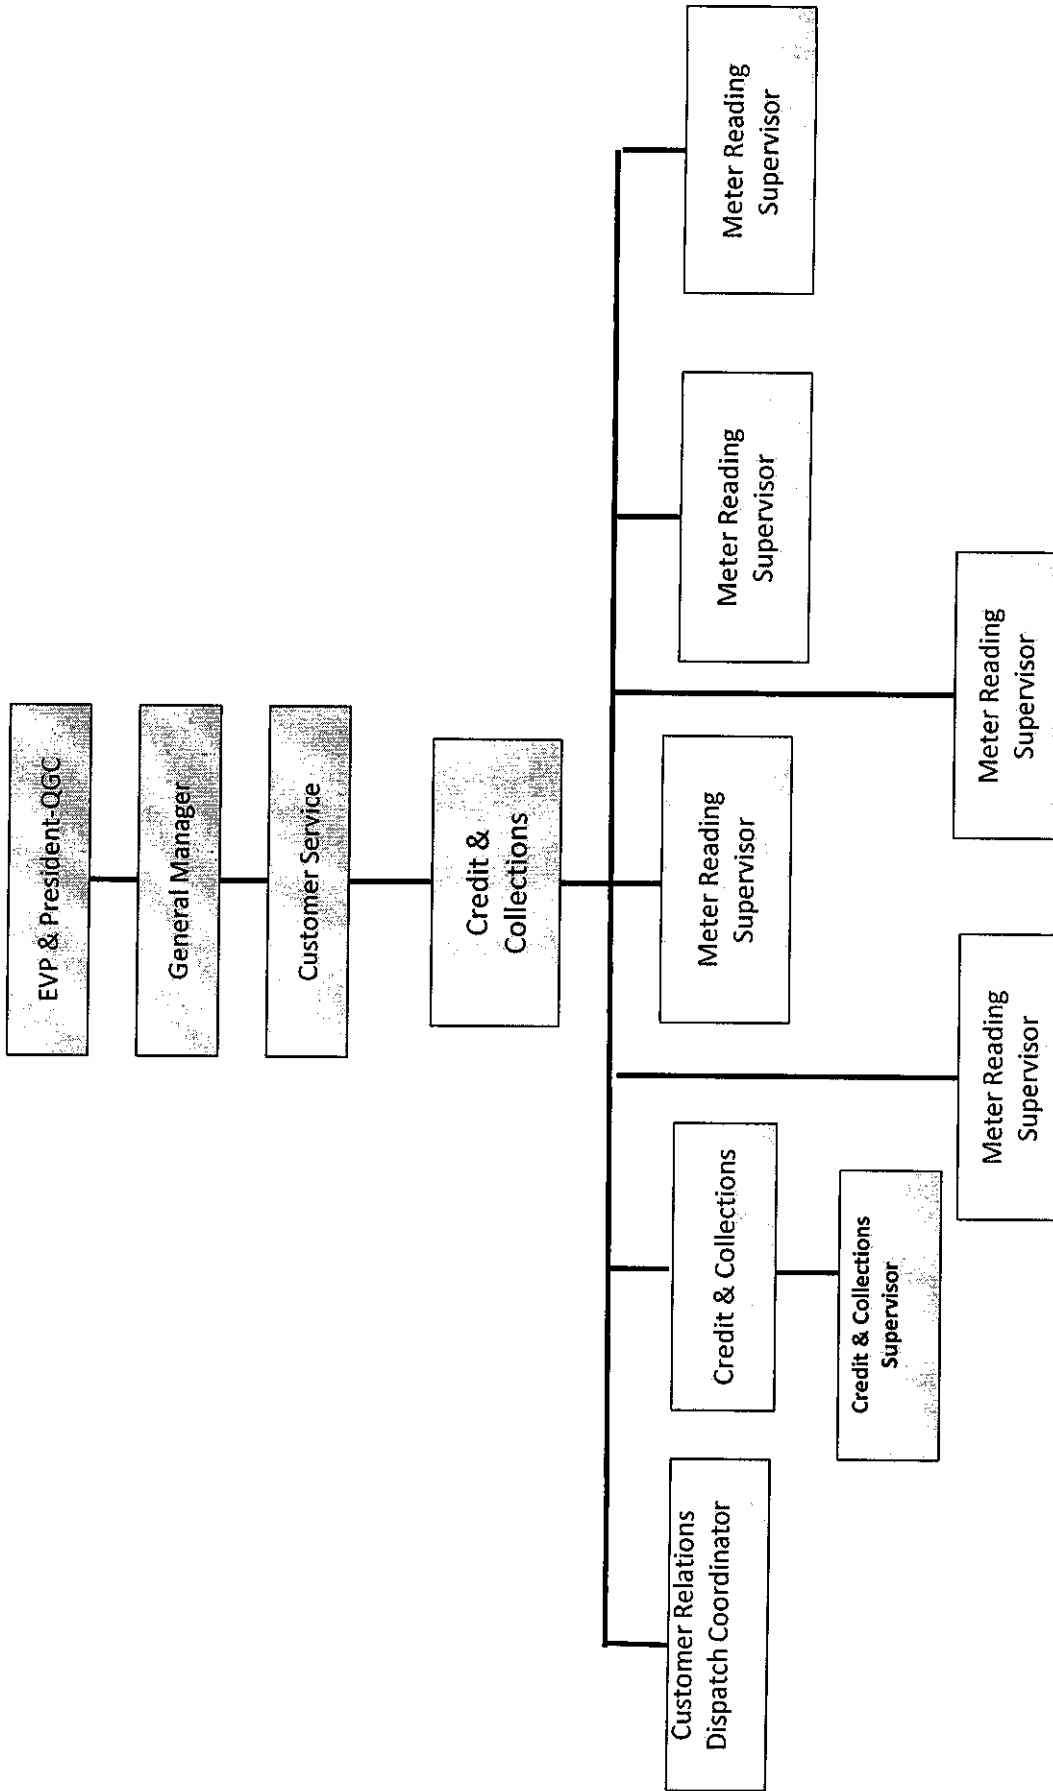 EVP & President-QGC
General Manager
Customer Service
Credit &
Collections
Customer Relations
Dispatch Coordinator
Credit & Collections
Meter Reading
Supervisor
Meter Reading
Supervisor
Meter Reading
Supervisor
Credit & Collections
Supervisor
Meter Reading
Supervisor
Meter Reading
Supervisor